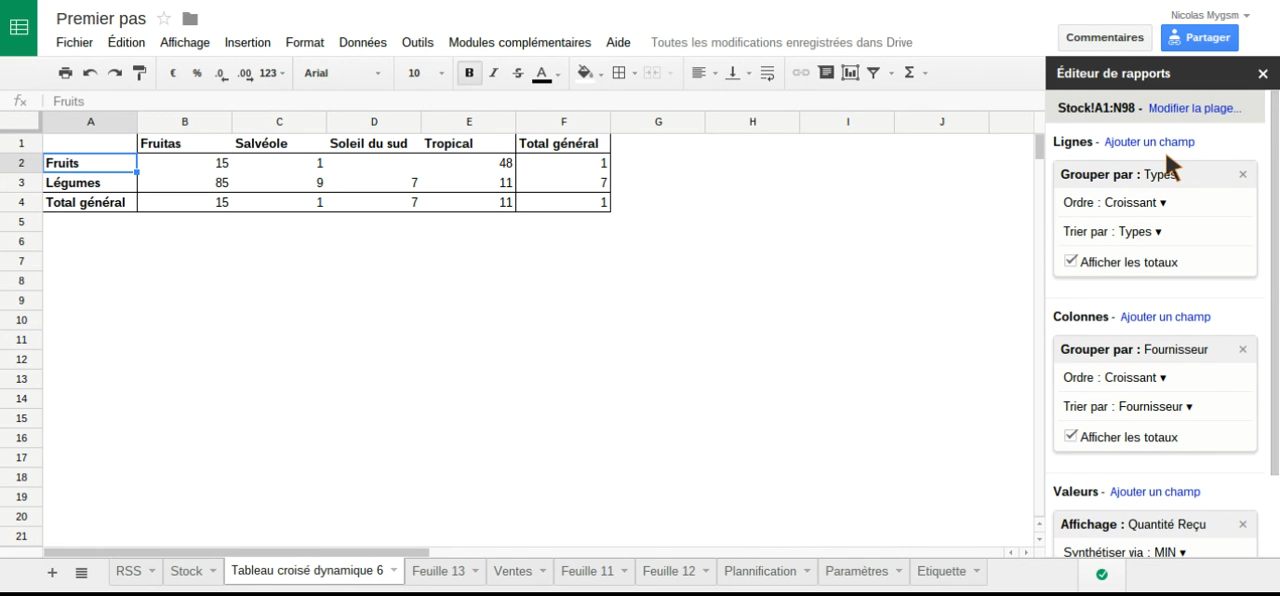 Premier pas
Nicolas Mygsm
Fichier Édition Affichage Insertion Format Données Outils Modules complémentaires Aide Toutes les modifications enregistrées dans Drive
Commentaires Partager
€ % .0 .00 123 Arial 10 B I S A Σ
Éditeur de rapports
fx Fruits
Stock!A1:N98 - Modifier la plage...
A B C D E F G H I J
1 Fruitas Salvéole Soleil du sud Tropical Total général
2 Fruits 15 1 48 1
3 Légumes 85 9 7 11 7
4 Total général 15 1 7 11 1
5
6
7
8
9
10
11
12
13
14
15
16
17
18
19
20
21
Lignes - Ajouter un champ
Grouper par : Types
Ordre : Croissant
Trier par : Types
Afficher les totaux
Colonnes - Ajouter un champ
Grouper par : Fournisseur
Ordre : Croissant
Trier par : Fournisseur
Afficher les totaux
Valeurs - Ajouter un champ
Affichage : Quantité Reçu
Synthétiser via : MIN
RSS Stock Tableau croisé dynamique 6 Feuille 13 Ventes Feuille 11 Feuille 12 Plannification Paramètres Etiquette